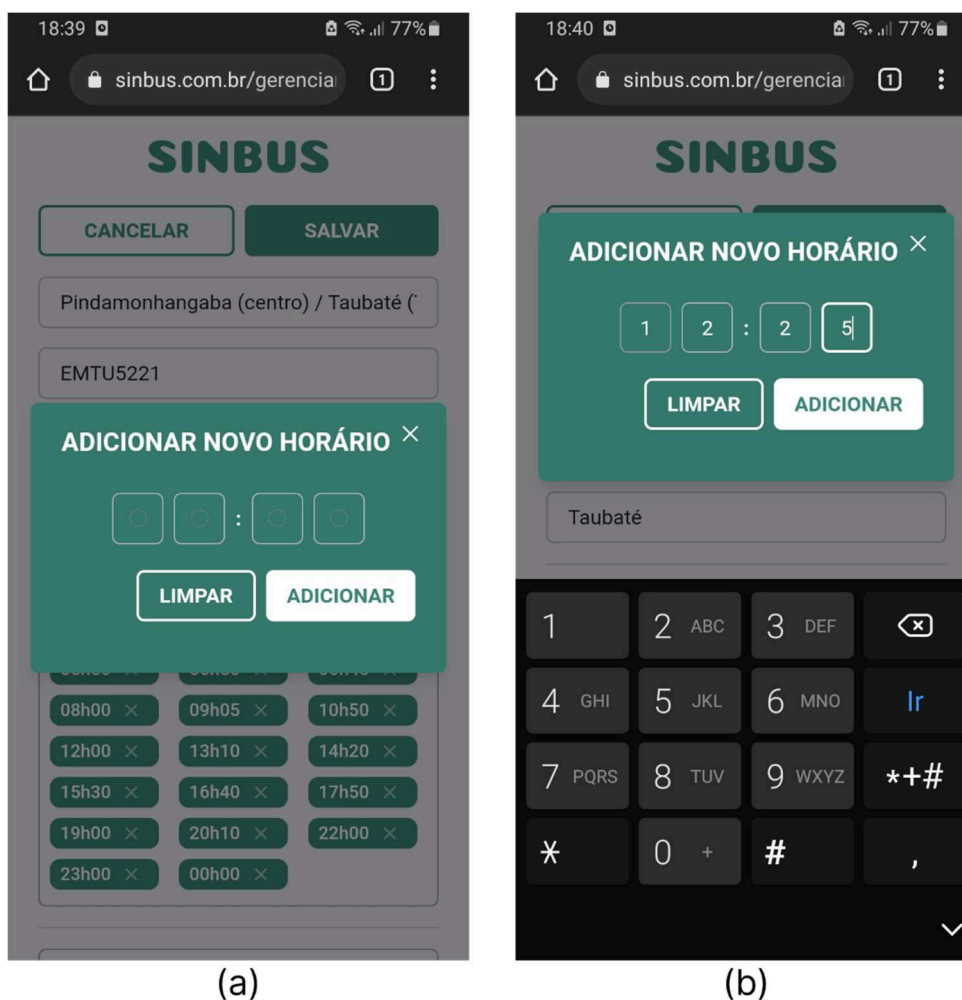 18:39 77%
sinbus.com.br/gerencia 1
SINBUS
CANCELAR SALVAR
Pindamonhangaba (centro) / Taubaté (
EMTU5221
ADICIONAR NOVO HORÁRIO ×
:
LIMPAR ADICIONAR
08h00 × 09h05 × 10h50 ×
12h00 × 13h10 × 14h20 ×
15h30 × 16h40 × 17h50 ×
19h00 × 20h10 × 22h00 ×
23h00 × 00h00 ×
(a)
18:40 77%
sinbus.com.br/gerencia 1
SINBUS
ADICIONAR NOVO HORÁRIO ×
1 2 : 2 5
LIMPAR ADICIONAR
Taubaté
1 2 ABC 3 DEF
4 GHI 5 JKL 6 MNO Ir
7 PQRS 8 TUV 9 WXYZ *+#
* 0 + # ,
(b)